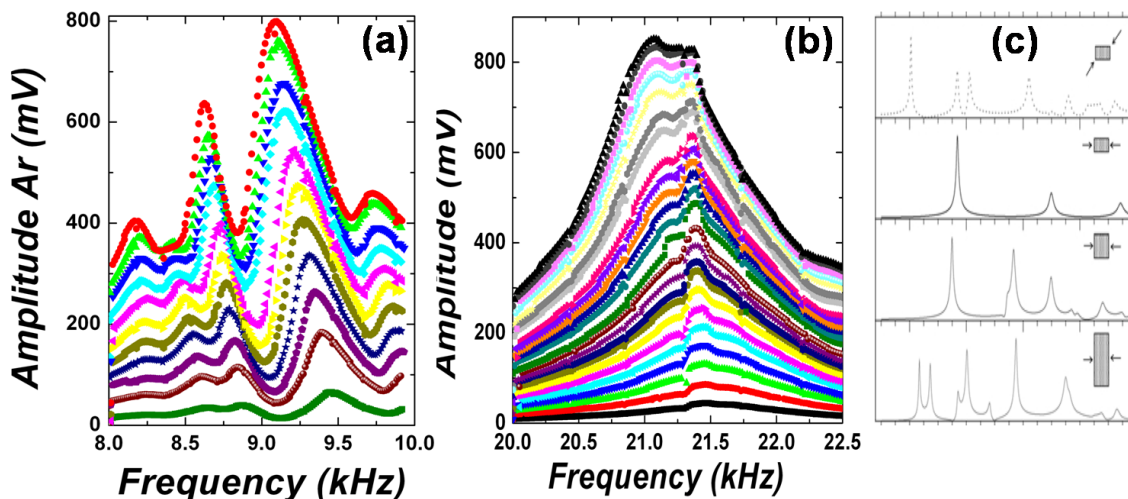 (a)
Amplitude Ar (mV)
800
600
400
200
0
8.0 8.5 9.0 9.5 10.0
Frequency (kHz)
(b)
Amplitude (mV)
800
600
400
200
0
20.0 20.5 21.0 21.5 22.0 22.5
Frequency (kHz)
(c)